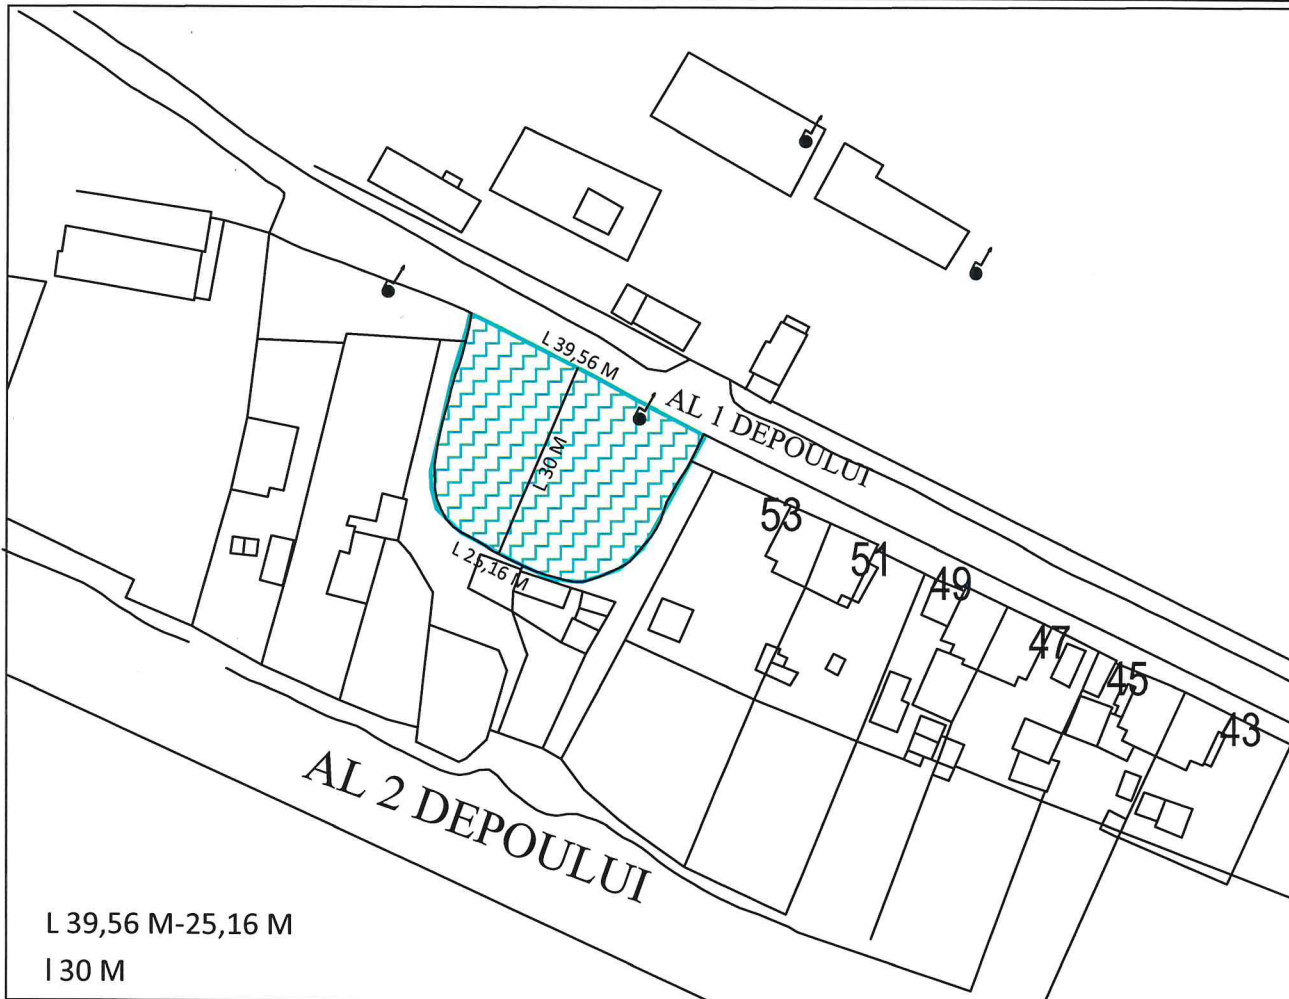 L 39,56 M
AL 1 DEPOULUI
L 30 M
L 25,16 M
53
51
49
47
45
43
AL 2 DEPOULUI
L 39,56 M-25,16 M
l 30 M